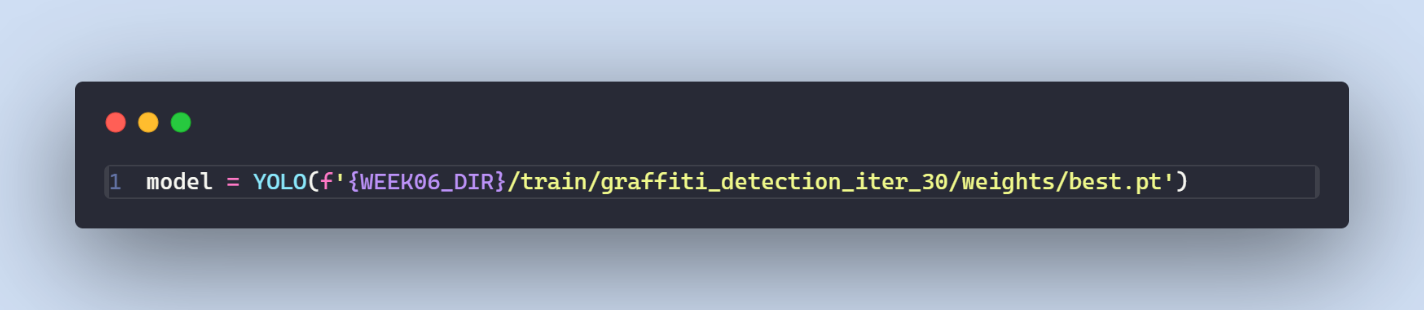 1 model = YOLO(f'{WEEK06_DIR}/train/graffiti_detection_iter_30/weights/best.pt')